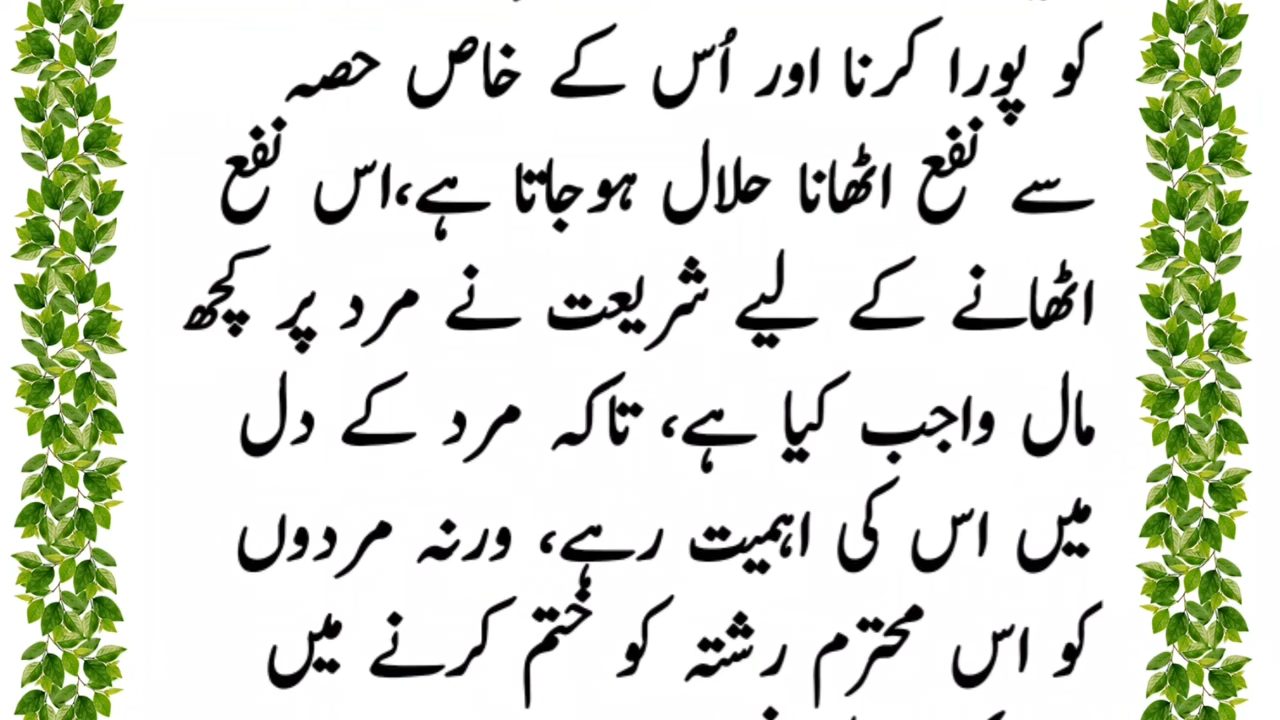 کو پورا کرنا اور اُس کے خاص حصہ
سے نفع اٹھانا حلال ہوجاتا ہے،اس نفع
اٹھانے کے لیے شریعت نے مرد پر کچھ
مال واجب کیا ہے، تاکہ مرد کے دل
میں اس کی اہمیت رہے، ورنہ مردوں
کو اس محترم رشتہ کو ختم کرنے میں